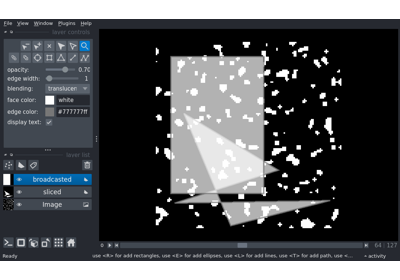 File View Window Plugins Help
layer controls
opacity: 0.70
edge width: 1
blending: translucen
face color: white
edge color: #777777ff
display text:
layer list
broadcasted
sliced
Image
0 64 | 127
Ready use <R> for add rectangles, use <E> for add ellipses, use <L> for add lines, use <T> for add path, use <... activity